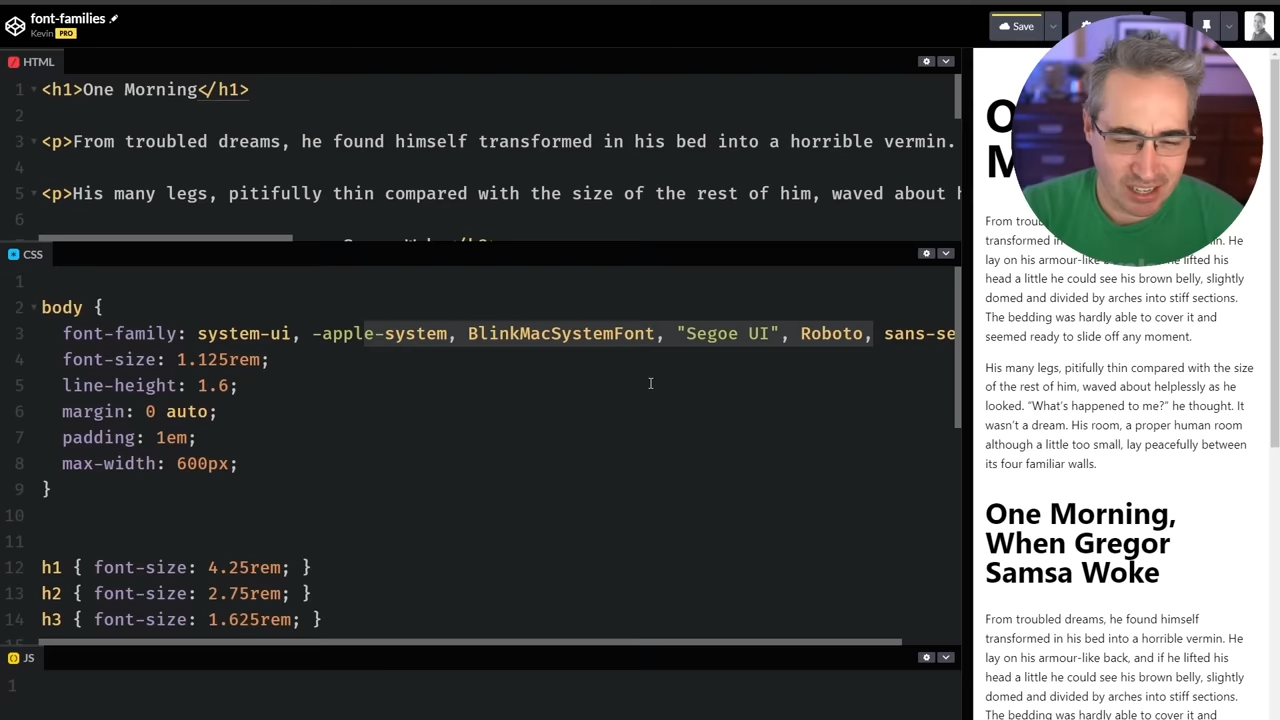 font-families
Kevin PRO
Save
HTML
1 <h1>One Morning</h1>
2
3 <p>From troubled dreams, he found himself transformed in his bed into a horrible vermin.
4
5 <p>His many legs, pitifully thin compared with the size of the rest of him, waved about h
6
CSS
1
2 body {
3 font-family: system-ui, -apple-system, BlinkMacSystemFont, "Segoe UI", Roboto, sans-se
4 font-size: 1.125rem;
5 line-height: 1.6;
6 margin: 0 auto;
7 padding: 1em;
8 max-width: 600px;
9 }
10
11
12 h1 { font-size: 4.25rem; }
13 h2 { font-size: 2.75rem; }
14 h3 { font-size: 1.625rem; }
JS
1
From
transformed in
lay on his armour-like
head a little he could see his brown belly, slightly
domed and divided by arches into stiff sections.
The bedding was hardly able to cover it and
seemed ready to slide off any moment.
His many legs, pitifully thin compared with the size
of the rest of him, waved about helplessly as he
looked. “What's happened to me?” he thought. It
wasn't a dream. His room, a proper human room
although a little too small, lay peacefully between
its four familiar walls.
One Morning,
When Gregor
Samsa Woke
From troubled dreams, he found himself
transformed in his bed into a horrible vermin. He
lay on his armour-like back, and if he lifted his
head a little he could see his brown belly, slightly
domed and divided by arches into stiff sections.
The bedding was hardly able to cover it and